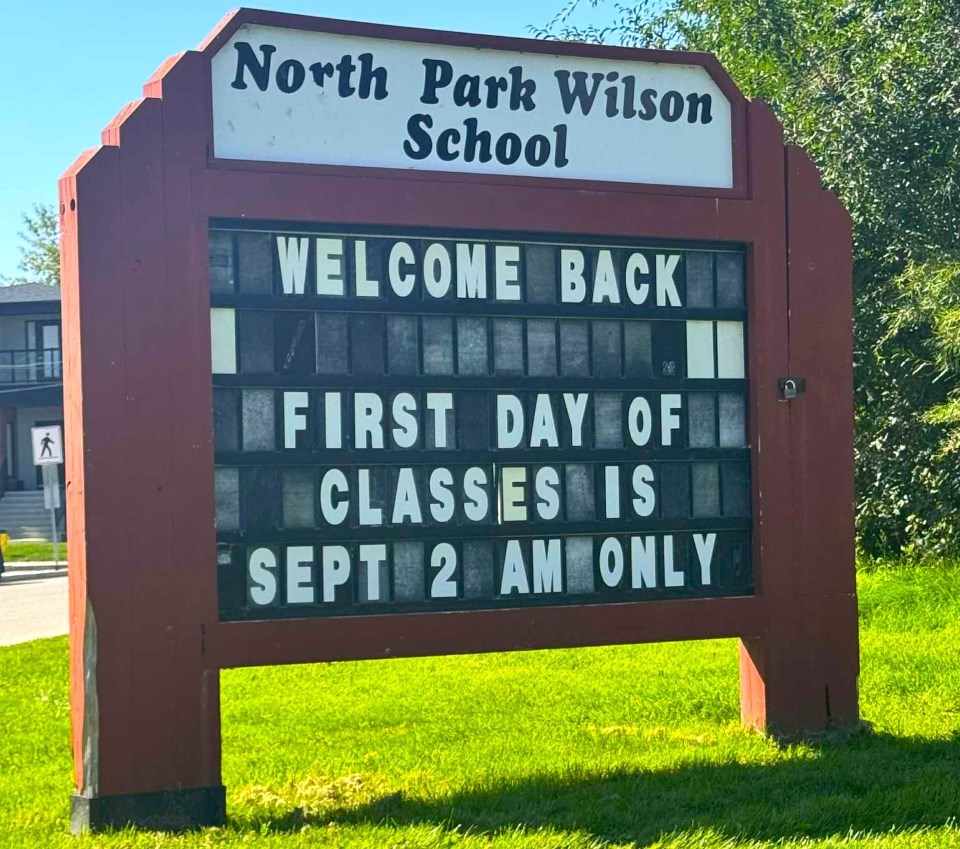 North Park Wilson
School
WELCOME BACK
FIRST DAY OF
CLASSES IS
SEPT 2 AM ONLY